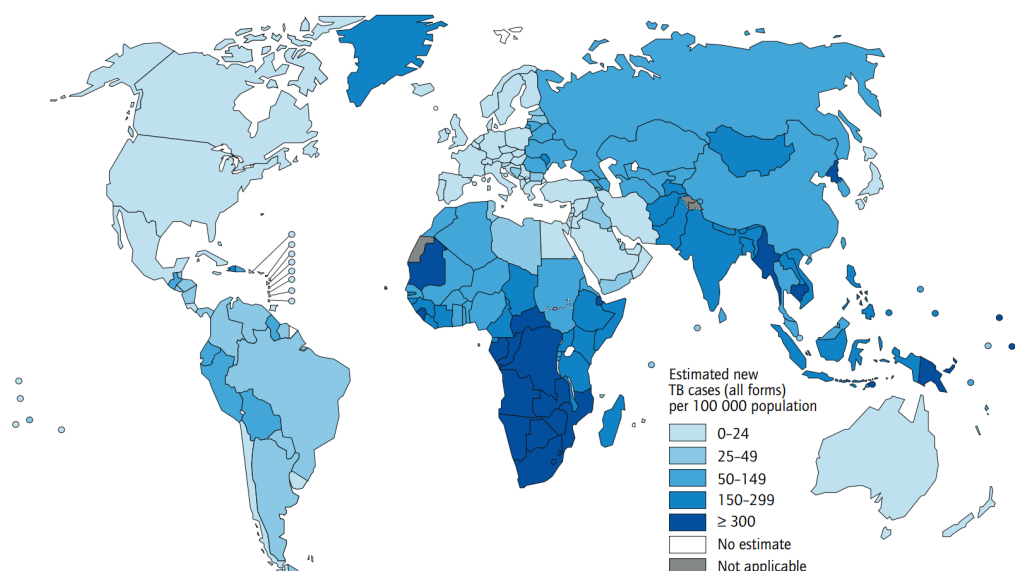 Estimated new
TB cases (all forms)
per 100 000 population
0–24
25–49
50–149
150–299
≥ 300
No estimate
Not applicable